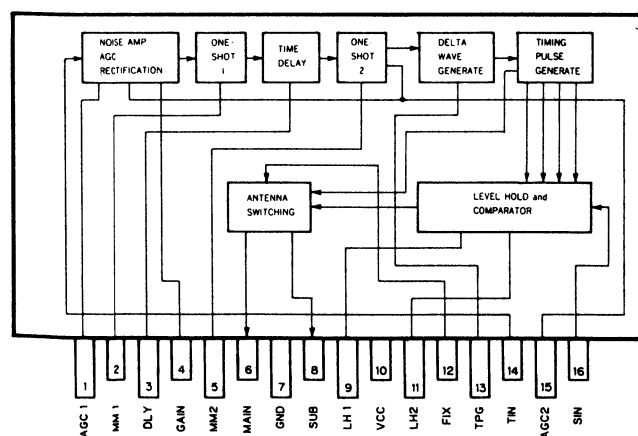 NOISE AMP
AGC
RECTIFICATION
ONE-
SHOT
1
TIME
DELAY
ONE-
SHOT
2
DELTA
WAVE
GENERATE
TIMING
PULSE
GENERATE
ANTENNA
SWITCHING
LEVEL HOLD and
COMPARATOR
1
2
3
4
5
6
7
8
9
10
11
12
13
14
15
16
AGC 1
MM 1
DLY
GAIN
MM2
MAIN
GND
SUB
LH 1
VCC
LH2
FIX
TPG
TIN
AGC2
SIN